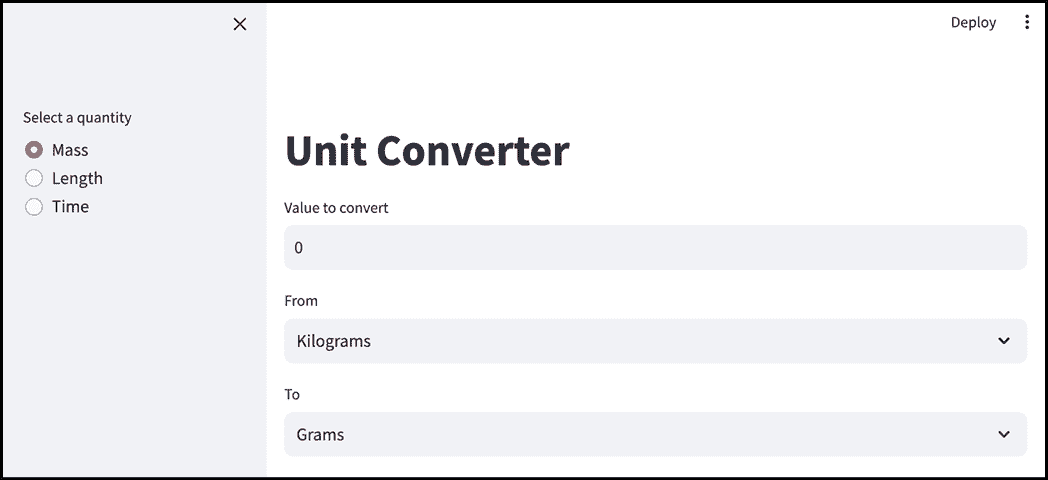 Deploy
Select a quantity
Mass
Length
Time
Unit Converter
Value to convert
0
From
Kilograms
To
Grams